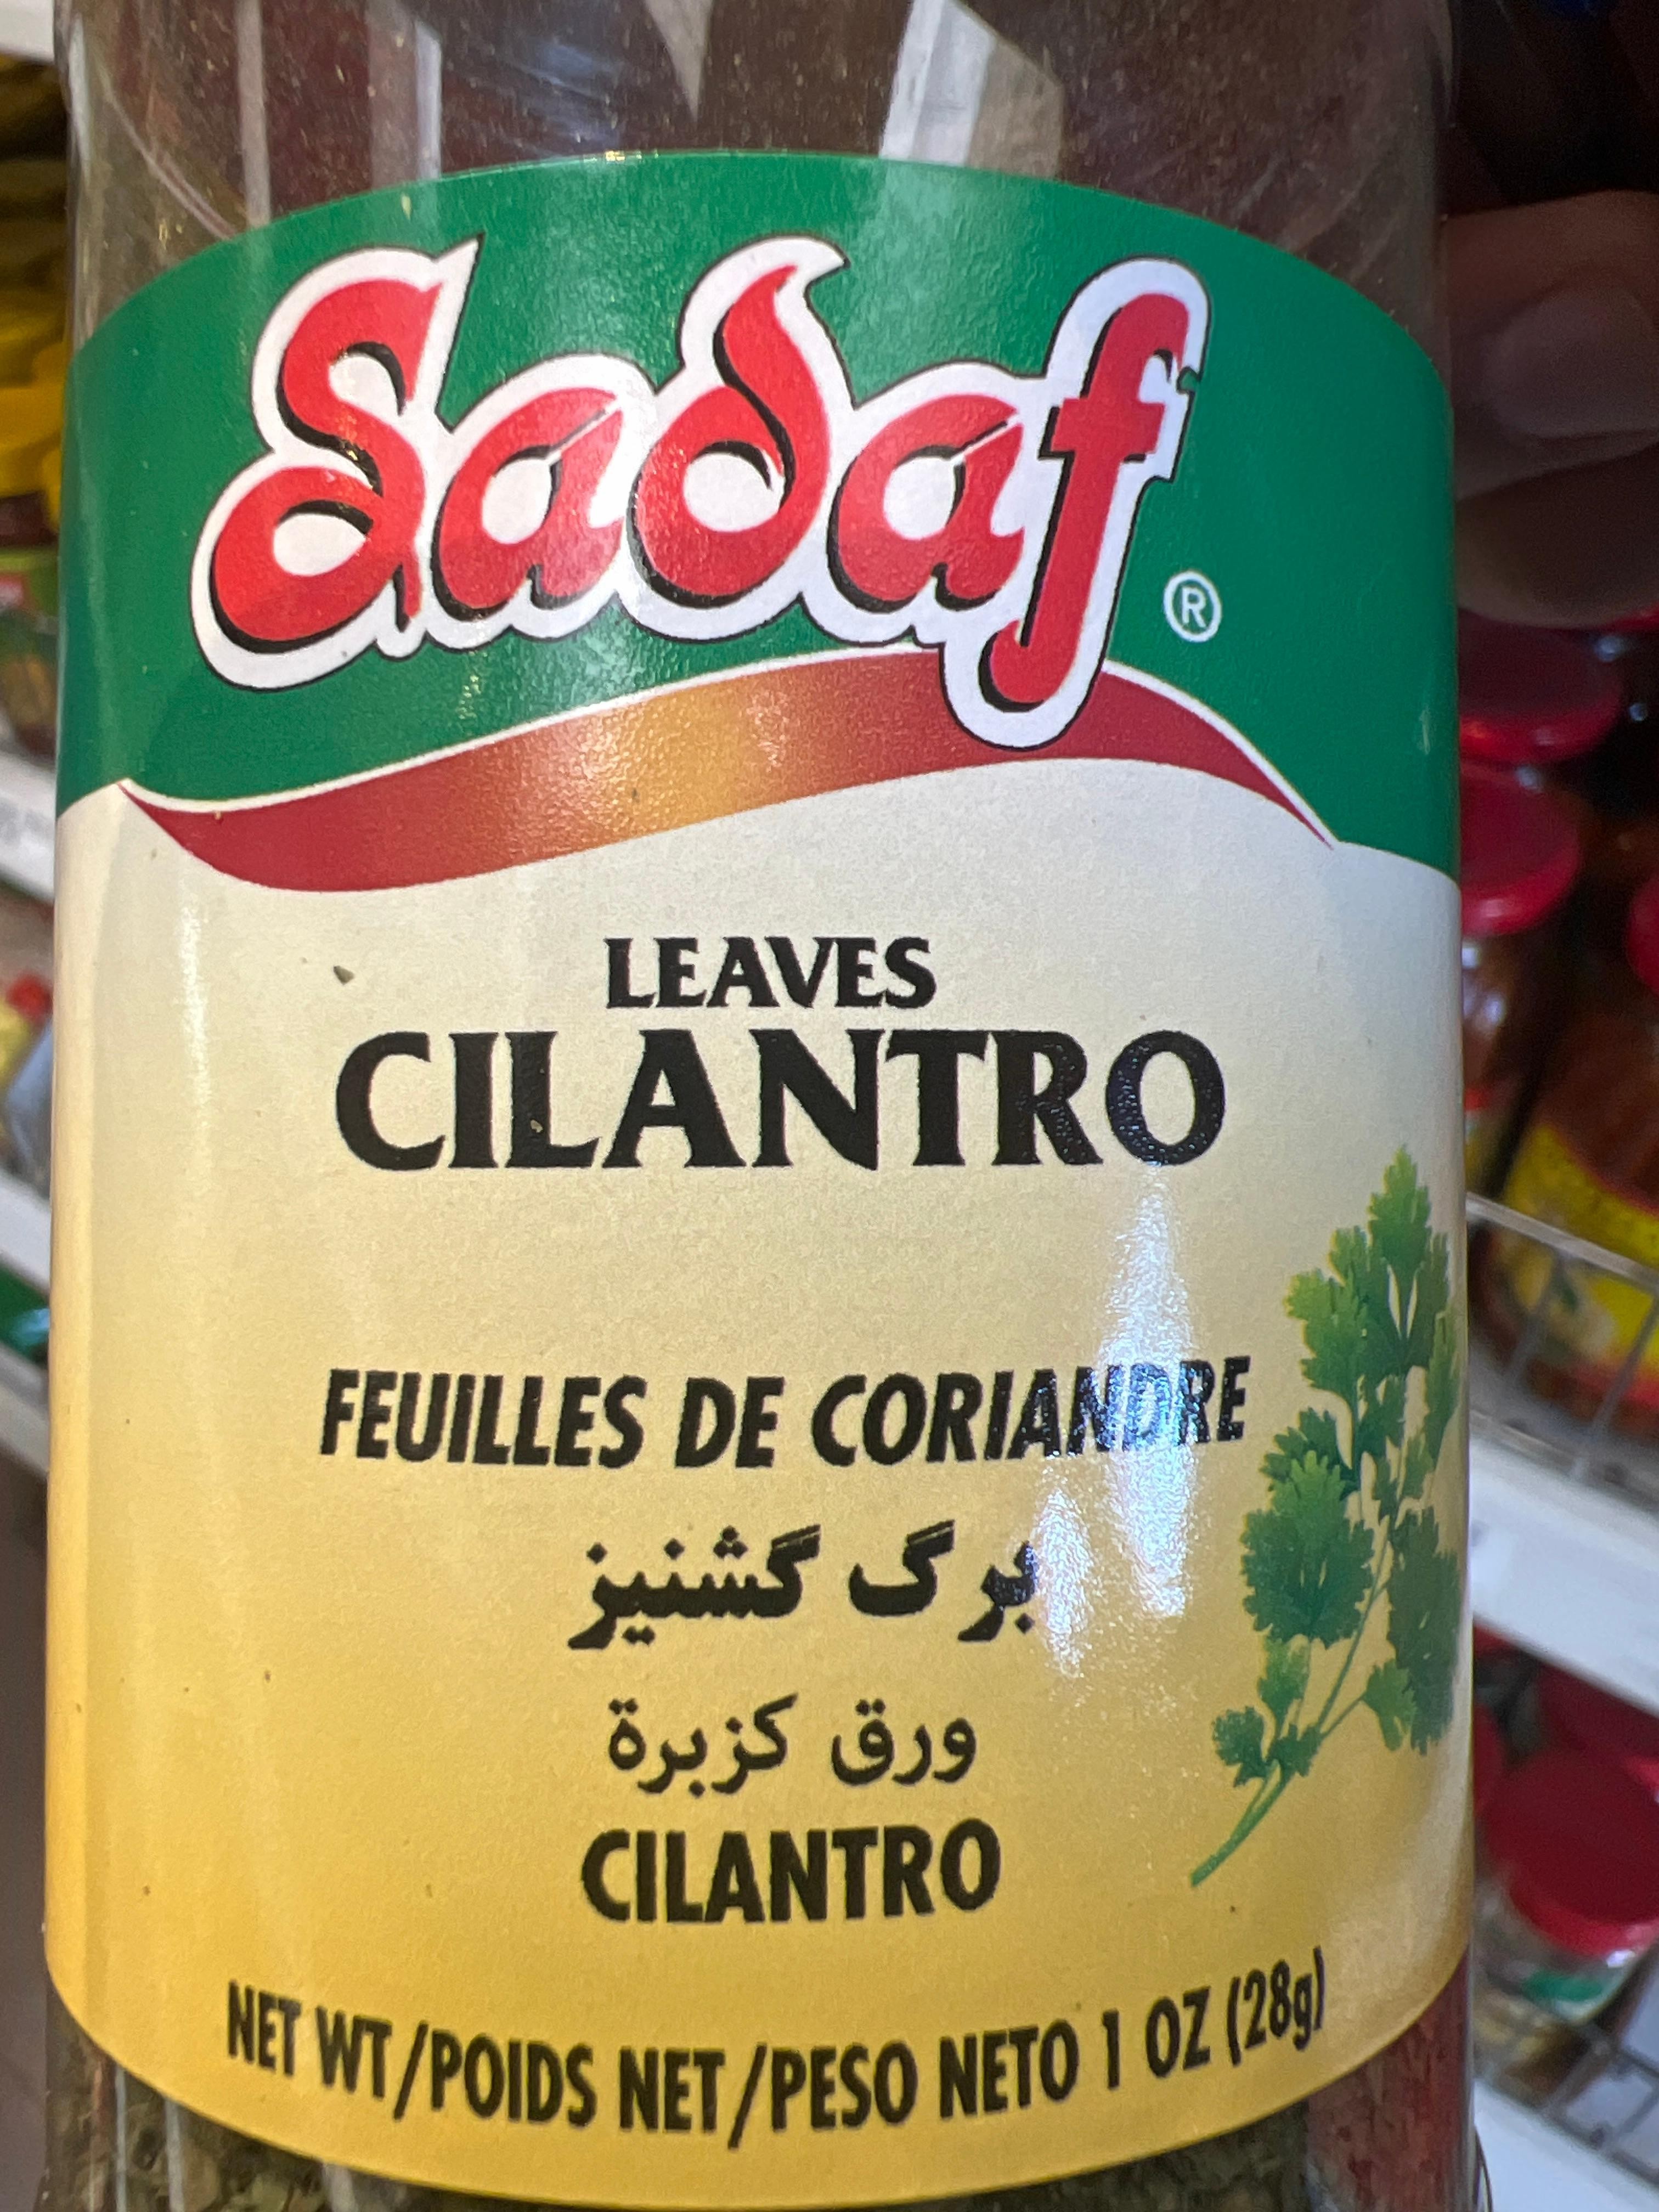 Sadaf®
LEAVES
CILANTRO
FEUILLES DE CORIANDRE
برگ گشنیز
ورق كزبرة
CILANTRO
NET WT/POIDS NET/PESO NETO 1 OZ (28g)